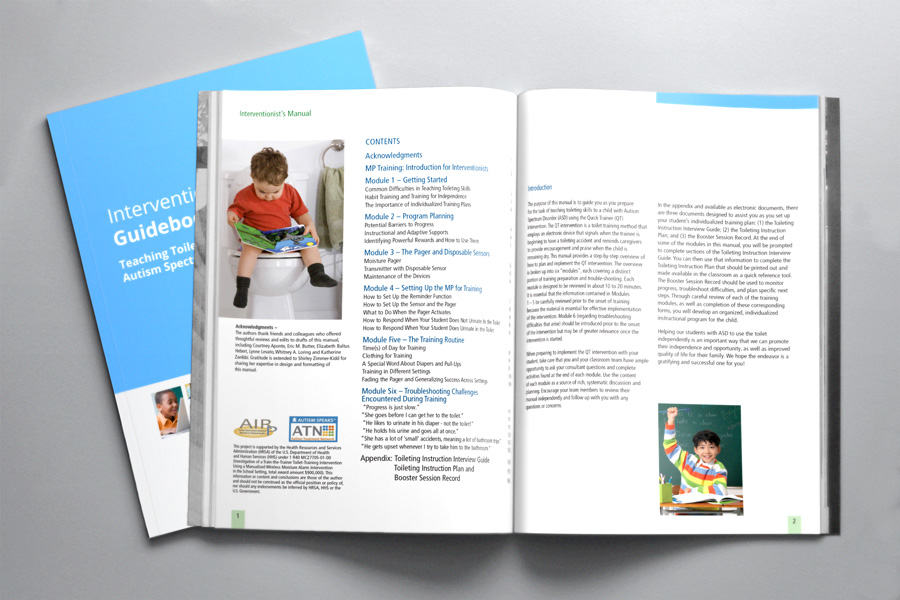 Interventi
Guidebo
Teaching Toile
Autism Spect
Interventionist's Manual
CONTENTS
Acknowledgments
MP Training: Introduction for Interventionists
Module 1 – Getting Started
Common Difficulties in Teaching Toileting Skills
Habit Training and Training for Independence
The Importance of Individualized Training Plans
Module 2 – Program Planning
Potential Barriers to Progress
Instructional and Adaptive Supports
Identifying Powerful Rewards and How to Use Them
Module 3 – The Pager and Disposable Sensors
Moisture Pager
Transmitter with Disposable Sensor
Maintenance of the Devices
Module 4 – Setting Up the MP for Training
How to Set Up the Reminder Function
How to Set Up the Sensor and the Pager
What to Do When the Pager Activates
How to Respond When Your Student Does Not Urinate in the Toilet
How to Respond When Your Student Does Urinate in the Toilet
Module Five – The Training Routine
Time(s) of Day for Training
Clothing for Training
A Special Word About Diapers and Pull-Ups
Training in Different Settings
Fading the Pager and Generalizing Success Across Settings
Module Six – Troubleshooting Challenges
Encountered During Training
"Progress is just slow."
"She goes before I can get her to the toilet."
"He likes to urinate in his diaper - not the toilet!"
"He holds his urine and goes all at once."
"She has a lot of 'small' accidents, meaning a lot of bathroom trips"
"He gets upset whenever I try to take him to the bathroom"
Appendix: Toileting Instruction Interview Guide
Toileting Instruction Plan and
Booster Session Record
Acknowledgments –
The authors thank friends and colleagues who offered
thoughtful reviews and edits to drafts of this manual,
including Courtney Aponte, Eric M. Butter, Elizabeth Ballus
Hebert, Lynne Levato, Whitney A. Loring and Katherine
Zwekle. Gratitude is extended to Shirley Zimmer-Kidd for
sharing her expertise in design and formatting of
this manual.
AIR-P
AUTISM SPEAKS
ATN
Autism Treatment Network
This project is supported by the Health Resources and Services
Administration (HRSA) of the U.S. Department of Health
and Human Services (HHS) under 1 R40 MC27705-01-00
Investigation of a Train-the-Trainer Toilet-Training Intervention
Using a Manualized Wireless Moisture Alarm Intervention
in the School Setting, total award amount $900,000). This
information or content and conclusions are those of the author
and should not be construed as the official position or policy of,
nor should any endorsements be inferred by HRSA, HHS or the
U.S. Government.
1
Introduction
The purpose of this manual is to guide you as you prepare
for the task of teaching toileting skills to a child with Autism
Spectrum Disorder (ASD) using the Quick Trainer (QT)
intervention. The QT intervention is a toilet training method that
employs an electronic device that signals when the trainee is
beginning to have a toileting accident and reminds caregivers
to provide encouragement and praise when the child is
remaining dry. This manual provides a step-by-step overview of
how to plan and implement the QT intervention. The overview
is broken up into six "modules", each covering a distinct
portion of training preparation and trouble-shooting. Each
module is designed to be reviewed in about 10 to 20 minutes.
It is essential that the information contained in Modules
1 - 5 be carefully reviewed prior to the onset of training
because the material is essential for effective implementation
of the intervention. Module 6 (regarding troubleshooting
difficulties that arise) should be introduced prior to the onset
of the intervention but may be of greater relevance once the
intervention is started.
When preparing to implement the QT intervention with your
student, take care that you and your classroom team have ample
opportunity to ask your consultant questions and complete
activities found at the end of each module. Use the content
of each module as a source of rich, systematic discussion and
planning. Encourage your team members to review their
manual independently and follow up with you with any
questions or concerns.
In the appendix and available as electronic documents, there
are three documents designed to assist you as you set up
your student's individualized training plan: (1) the Toileting
Instruction Interview Guide; (2) the Toileting Instruction
Plan; and (3) the Booster Session Record. At the end of
some of the modules in this manual, you will be prompted
to complete sections of the Toileting Instruction Interview
Guide. You can then use that information to complete the
Toileting Instruction Plan that should be printed out and
made available in the classroom as a quick reference tool.
The Booster Session Record should be used to monitor
progress, troubleshoot difficulties, and plan specific next
steps. Through careful review of each of the training
modules, as well as completion of these corresponding
forms, you will develop an organized, individualized
instructional program for the child.
Helping our students with ASD to use the toilet
independently is an important way that we can promote
their independence and opportunity, as well as improved
quality of life for their family. We hope the endeavor is a
gratifying and successful one for you!
2